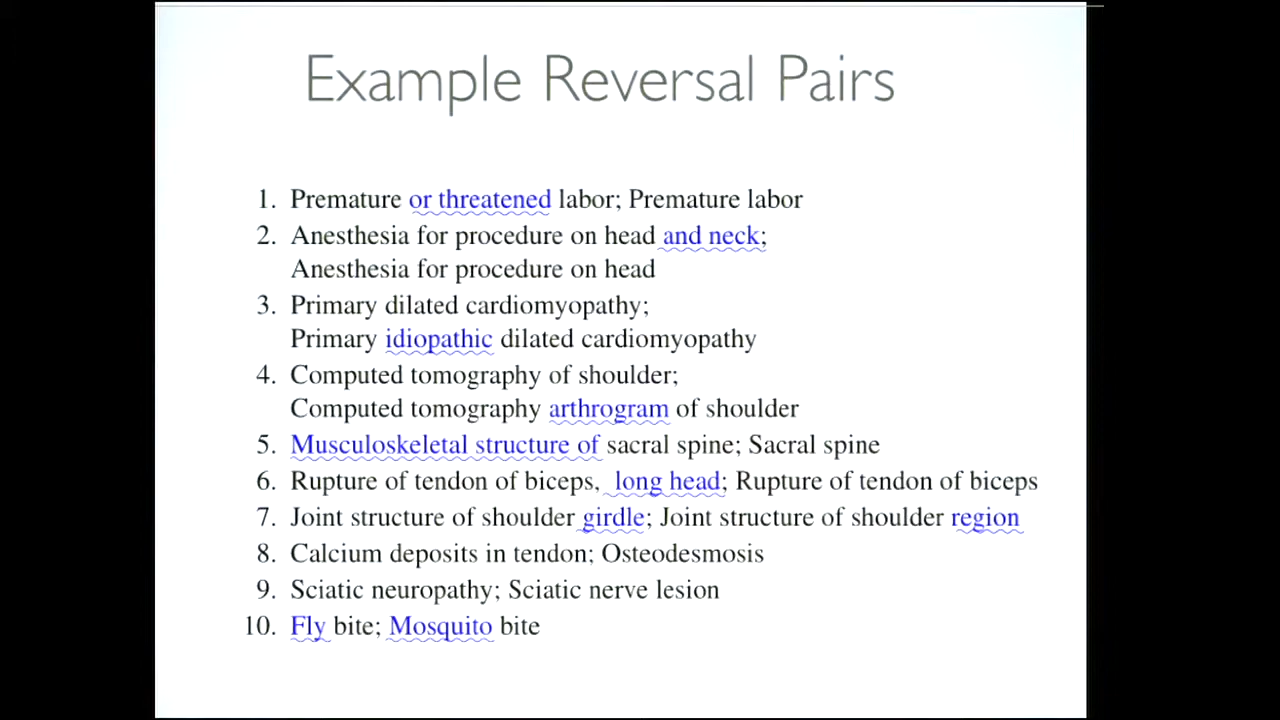 Example Reversal Pairs
1. Premature or threatened labor; Premature labor
2. Anesthesia for procedure on head and neck;
Anesthesia for procedure on head
3. Primary dilated cardiomyopathy;
Primary idiopathic dilated cardiomyopathy
4. Computed tomography of shoulder;
Computed tomography arthrogram of shoulder
5. Musculoskeletal structure of sacral spine; Sacral spine
6. Rupture of tendon of biceps, long head; Rupture of tendon of biceps
7. Joint structure of shoulder girdle; Joint structure of shoulder region
8. Calcium deposits in tendon; Osteodesmosis
9. Sciatic neuropathy; Sciatic nerve lesion
10. Fly bite; Mosquito bite